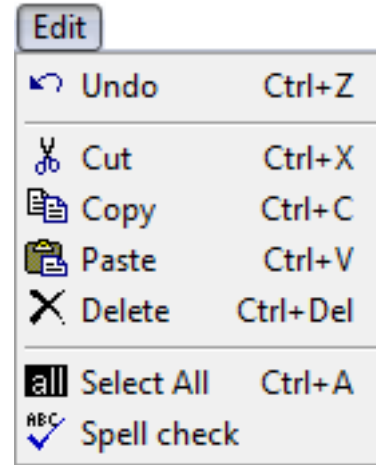 Edit
Undo Ctrl+Z
Cut Ctrl+X
Copy Ctrl+C
Paste Ctrl+V
Delete Ctrl+Del
all Select All Ctrl+A
ABC Spell check